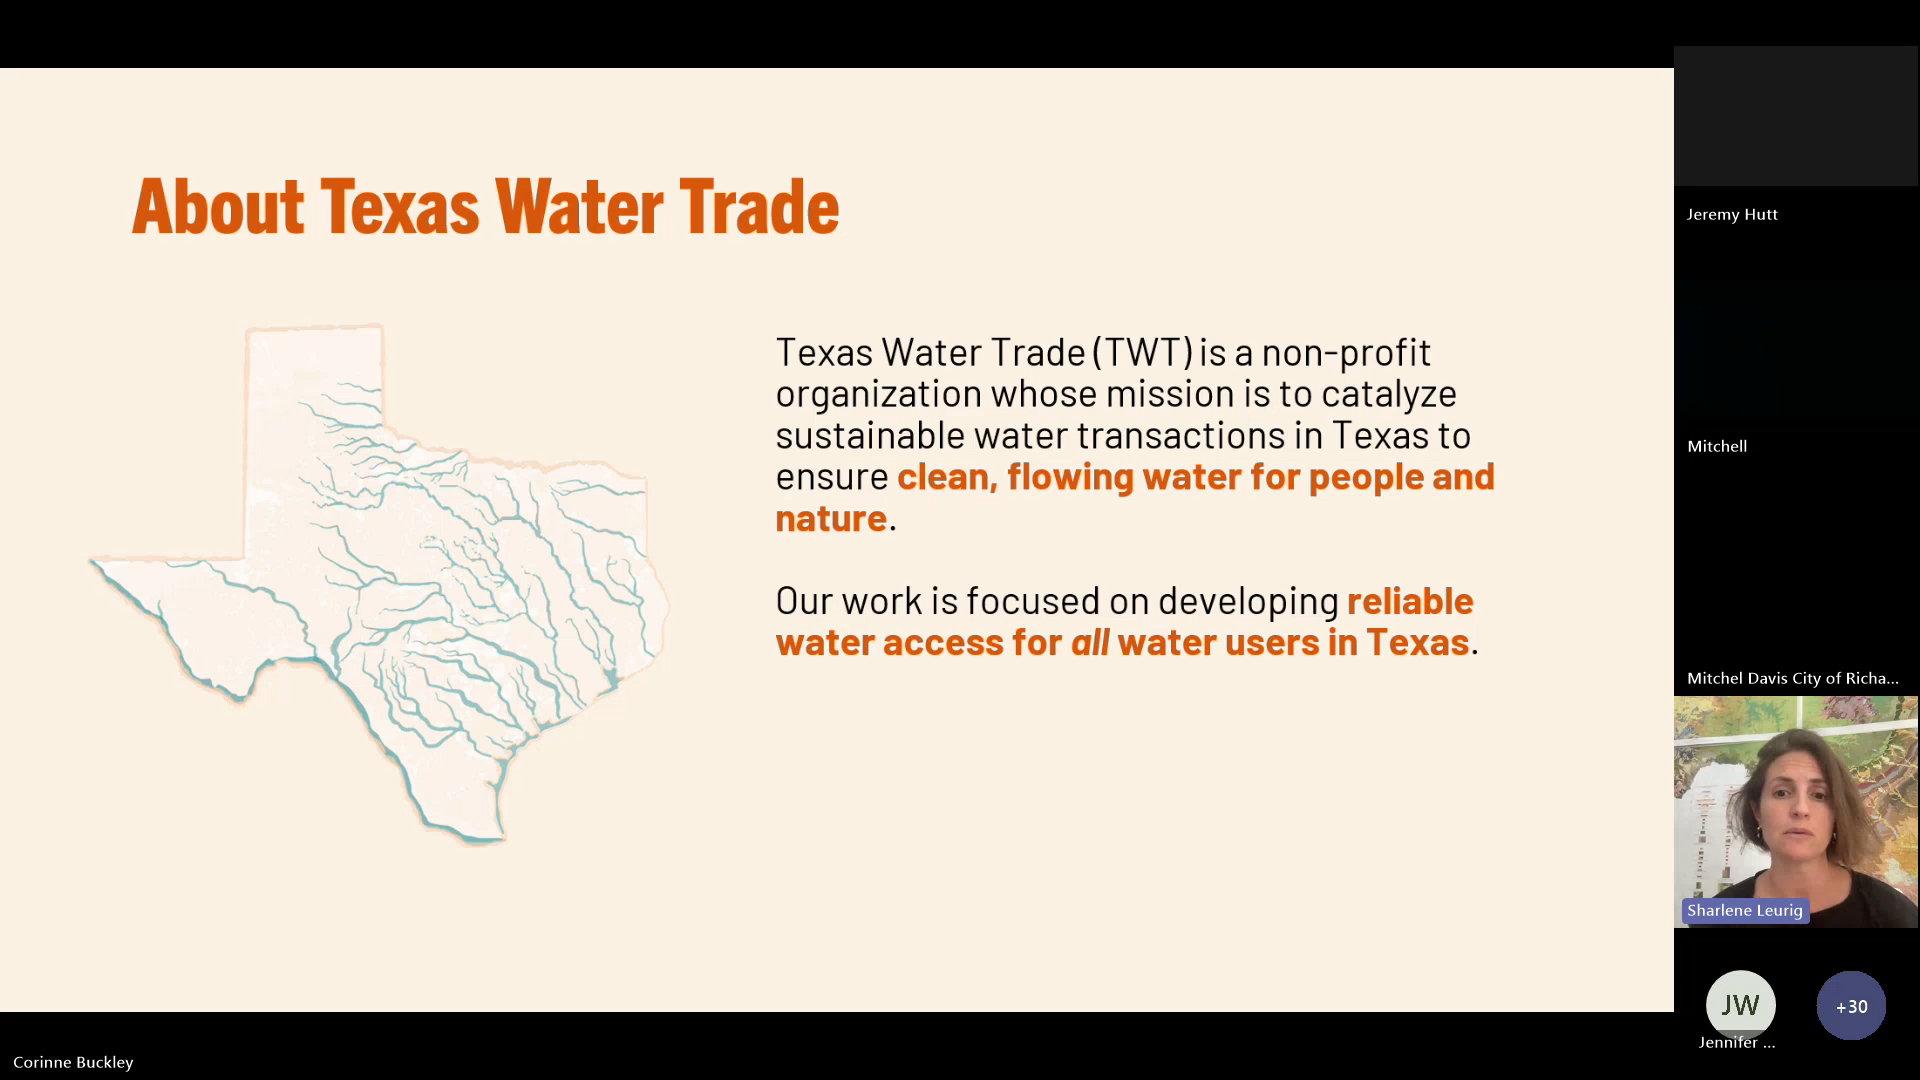 About Texas Water Trade
Texas Water Trade (TWT) is a non-profit
organization whose mission is to catalyze
sustainable water transactions in Texas to
ensure clean, flowing water for people and
nature.
Our work is focused on developing reliable
water access for all water users in Texas.
Jeremy Hutt
Mitchell
Mitchel Davis City of Richa...
Sharlene Leurig
JW
+30
Jennifer ...
Corinne Buckley